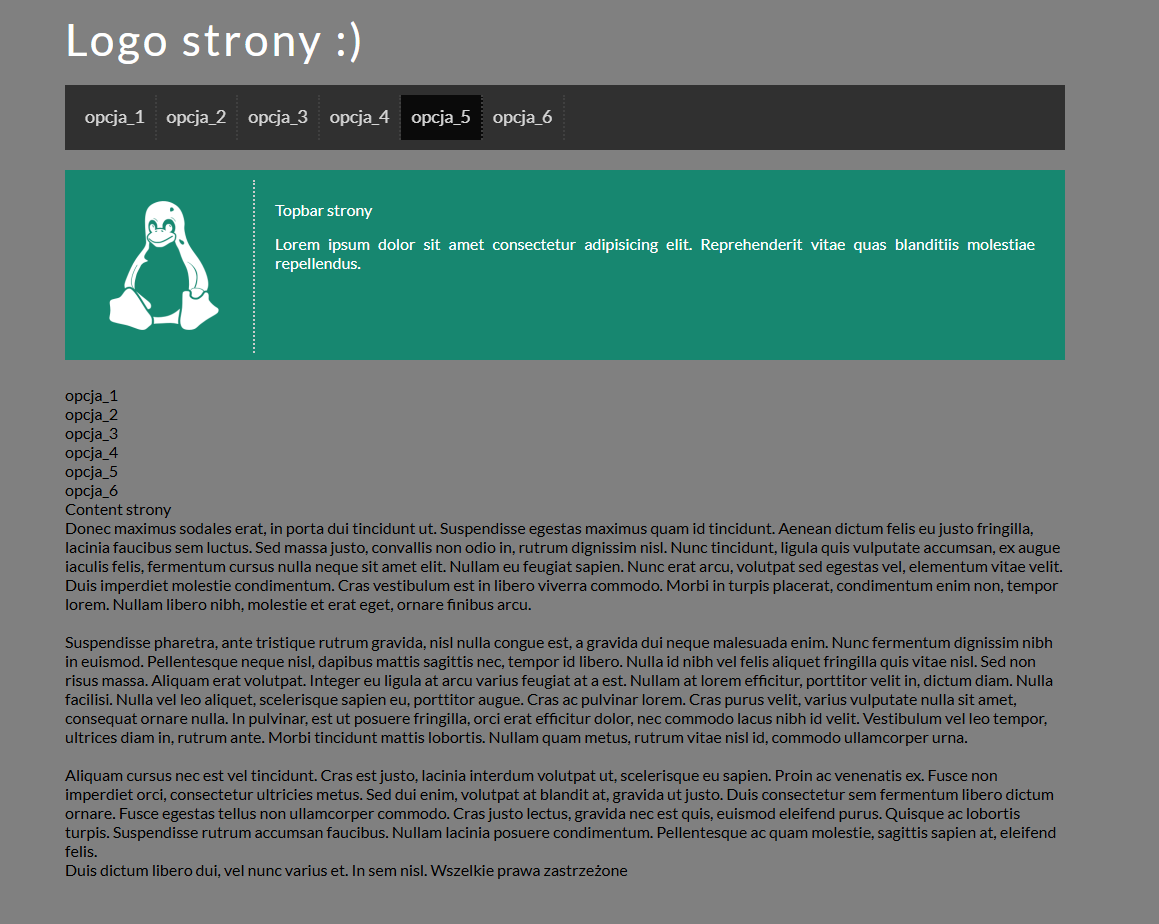 Logo strony :)
opcja_1 opcja_2 opcja_3 opcja_4 opcja_5 opcja_6
Topbar strony
Lorem ipsum dolor sit amet consectetur adipisicing elit. Reprehenderit vitae quas blanditiis molestiae
repellendus.
opcja_1
opcja_2
opcja_3
opcja_4
opcja_5
opcja_6
Content strony
Donec maximus sodales erat, in porta dui tincidunt ut. Suspendisse egestas maximus quam id tincidunt. Aenean dictum felis eu justo fringilla,
lacinia faucibus sem luctus. Sed massa justo, convallis non odio in, rutrum dignissim nisl. Nunc tincidunt, ligula quis vulputate accumsan, ex augue
iaculis felis, fermentum cursus nulla neque sit amet elit. Nullam eu feugiat sapien. Nunc erat arcu, volutpat sed egestas vel, elementum vitae velit.
Duis imperdiet molestie condimentum. Cras vestibulum est in libero viverra commodo. Morbi in turpis placerat, condimentum enim non, tempor
lorem. Nullam libero nibh, molestie et erat eget, ornare finibus arcu.
Suspendisse pharetra, ante tristique rutrum gravida, nisl nulla congue est, a gravida dui neque malesuada enim. Nunc fermentum dignissim nibh
in euismod. Pellentesque neque nisl, dapibus mattis sagittis nec, tempor id libero. Nulla id nibh vel felis aliquet fringilla quis vitae nisl. Sed non
risus massa. Aliquam erat volutpat. Integer eu ligula at arcu varius feugiat at a est. Nullam at lorem efficitur, porttitor velit in, dictum diam. Nulla
facilisi. Nulla vel leo aliquet, scelerisque sapien eu, porttitor augue. Cras ac pulvinar lorem. Cras purus velit, varius vulputate nulla sit amet,
consequat ornare nulla. In pulvinar, est ut posuere fringilla, orci erat efficitur dolor, nec commodo lacus nibh id velit. Vestibulum vel leo tempor,
ultrices diam in, rutrum ante. Morbi tincidunt mattis lobortis. Nullam quam metus, rutrum vitae nisl id, commodo ullamcorper urna.
Aliquam cursus nec est vel tincidunt. Cras est justo, lacinia interdum volutpat ut, scelerisque eu sapien. Proin ac venenatis ex. Fusce non
imperdiet orci, consectetur ultricies metus. Sed dui enim, volutpat at blandit at, gravida ut justo. Duis consectetur sem fermentum libero dictum
ornare. Fusce egestas tellus non ullamcorper commodo. Cras justo lectus, gravida nec est quis, euismod eleifend purus. Quisque ac lobortis
turpis. Suspendisse rutrum accumsan faucibus. Nullam lacinia posuere condimentum. Pellentesque ac quam molestie, sagittis sapien at, eleifend
felis.
Duis dictum libero dui, vel nunc varius et. In sem nisl. Wszelkie prawa zastrzeżone